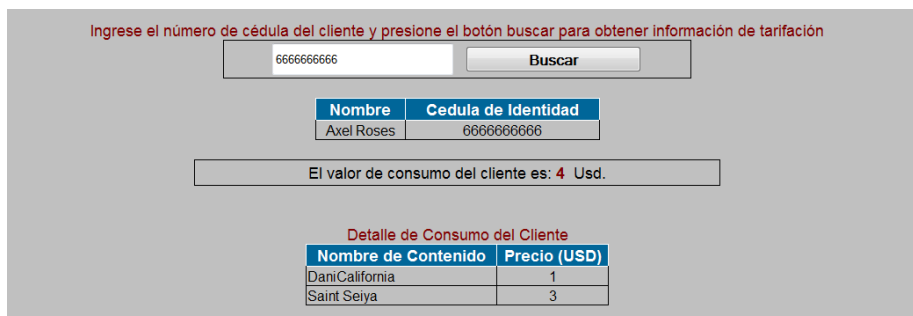 Ingrese el número de cédula del cliente y presione el botón buscar para obtener información de tarifación
6666666666 Buscar
Nombre Cedula de Identidad
Axel Roses 6666666666
El valor de consumo del cliente es: 4 Usd.
Detalle de Consumo del Cliente
Nombre de Contenido Precio (USD)
DaniCalifornia 1
Saint Seiya 3